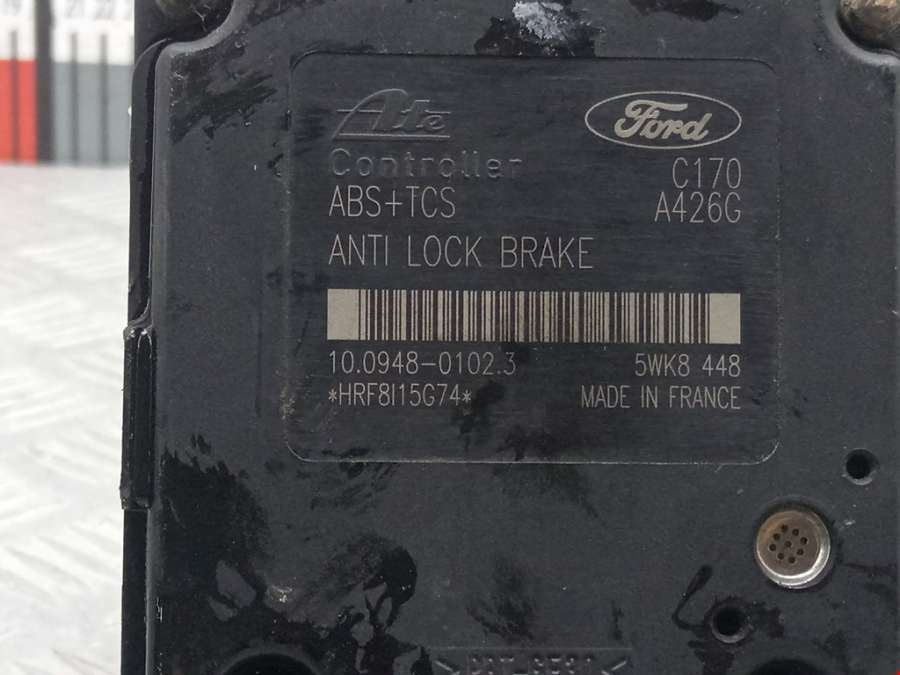 Ate
Ford
Controller
C170
ABS+TCS
A426G
ANTI LOCK BRAKE
10.0948-0102.3 5WK8 448
*HRF8I15G74* MADE IN FRANCE